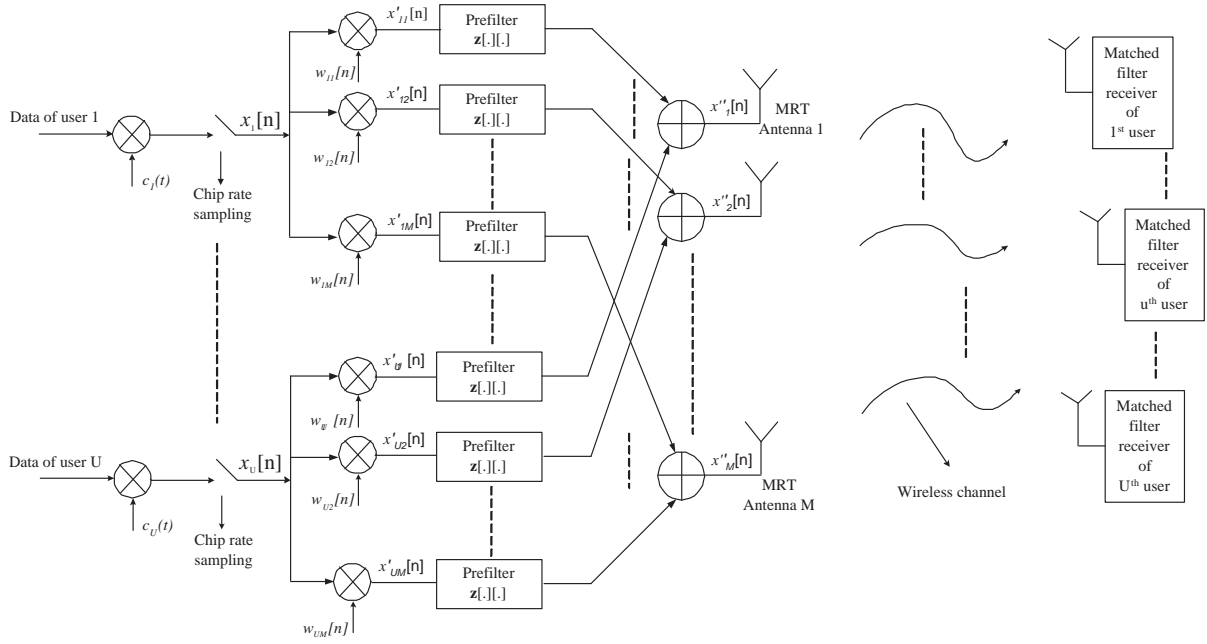 Data of user 1
c1(t)
x1[n]
Chip rate
sampling
w11[n]
x'11[n]
Prefilter
z[.][.]
w12[n]
x'12[n]
Prefilter
z[.][.]
w1M[n]
x'1M[n]
Prefilter
z[.][.]
Data of user U
cU(t)
xU[n]
Chip rate
sampling
x'U1[n]
Prefilter
z[.][.]
wU1[n]
x'U2[n]
Prefilter
z[.][.]
wU2[n]
x'UM[n]
Prefilter
z[.][.]
wUM[n]
x''1[n]
MRT
Antenna 1
x''2[n]
x''M[n]
MRT
Antenna M
Wireless channel
Matched
filter
receiver
of
1st user
Matched
filter
receiver
of
uth user
Matched
filter
receiver
of
Uth user